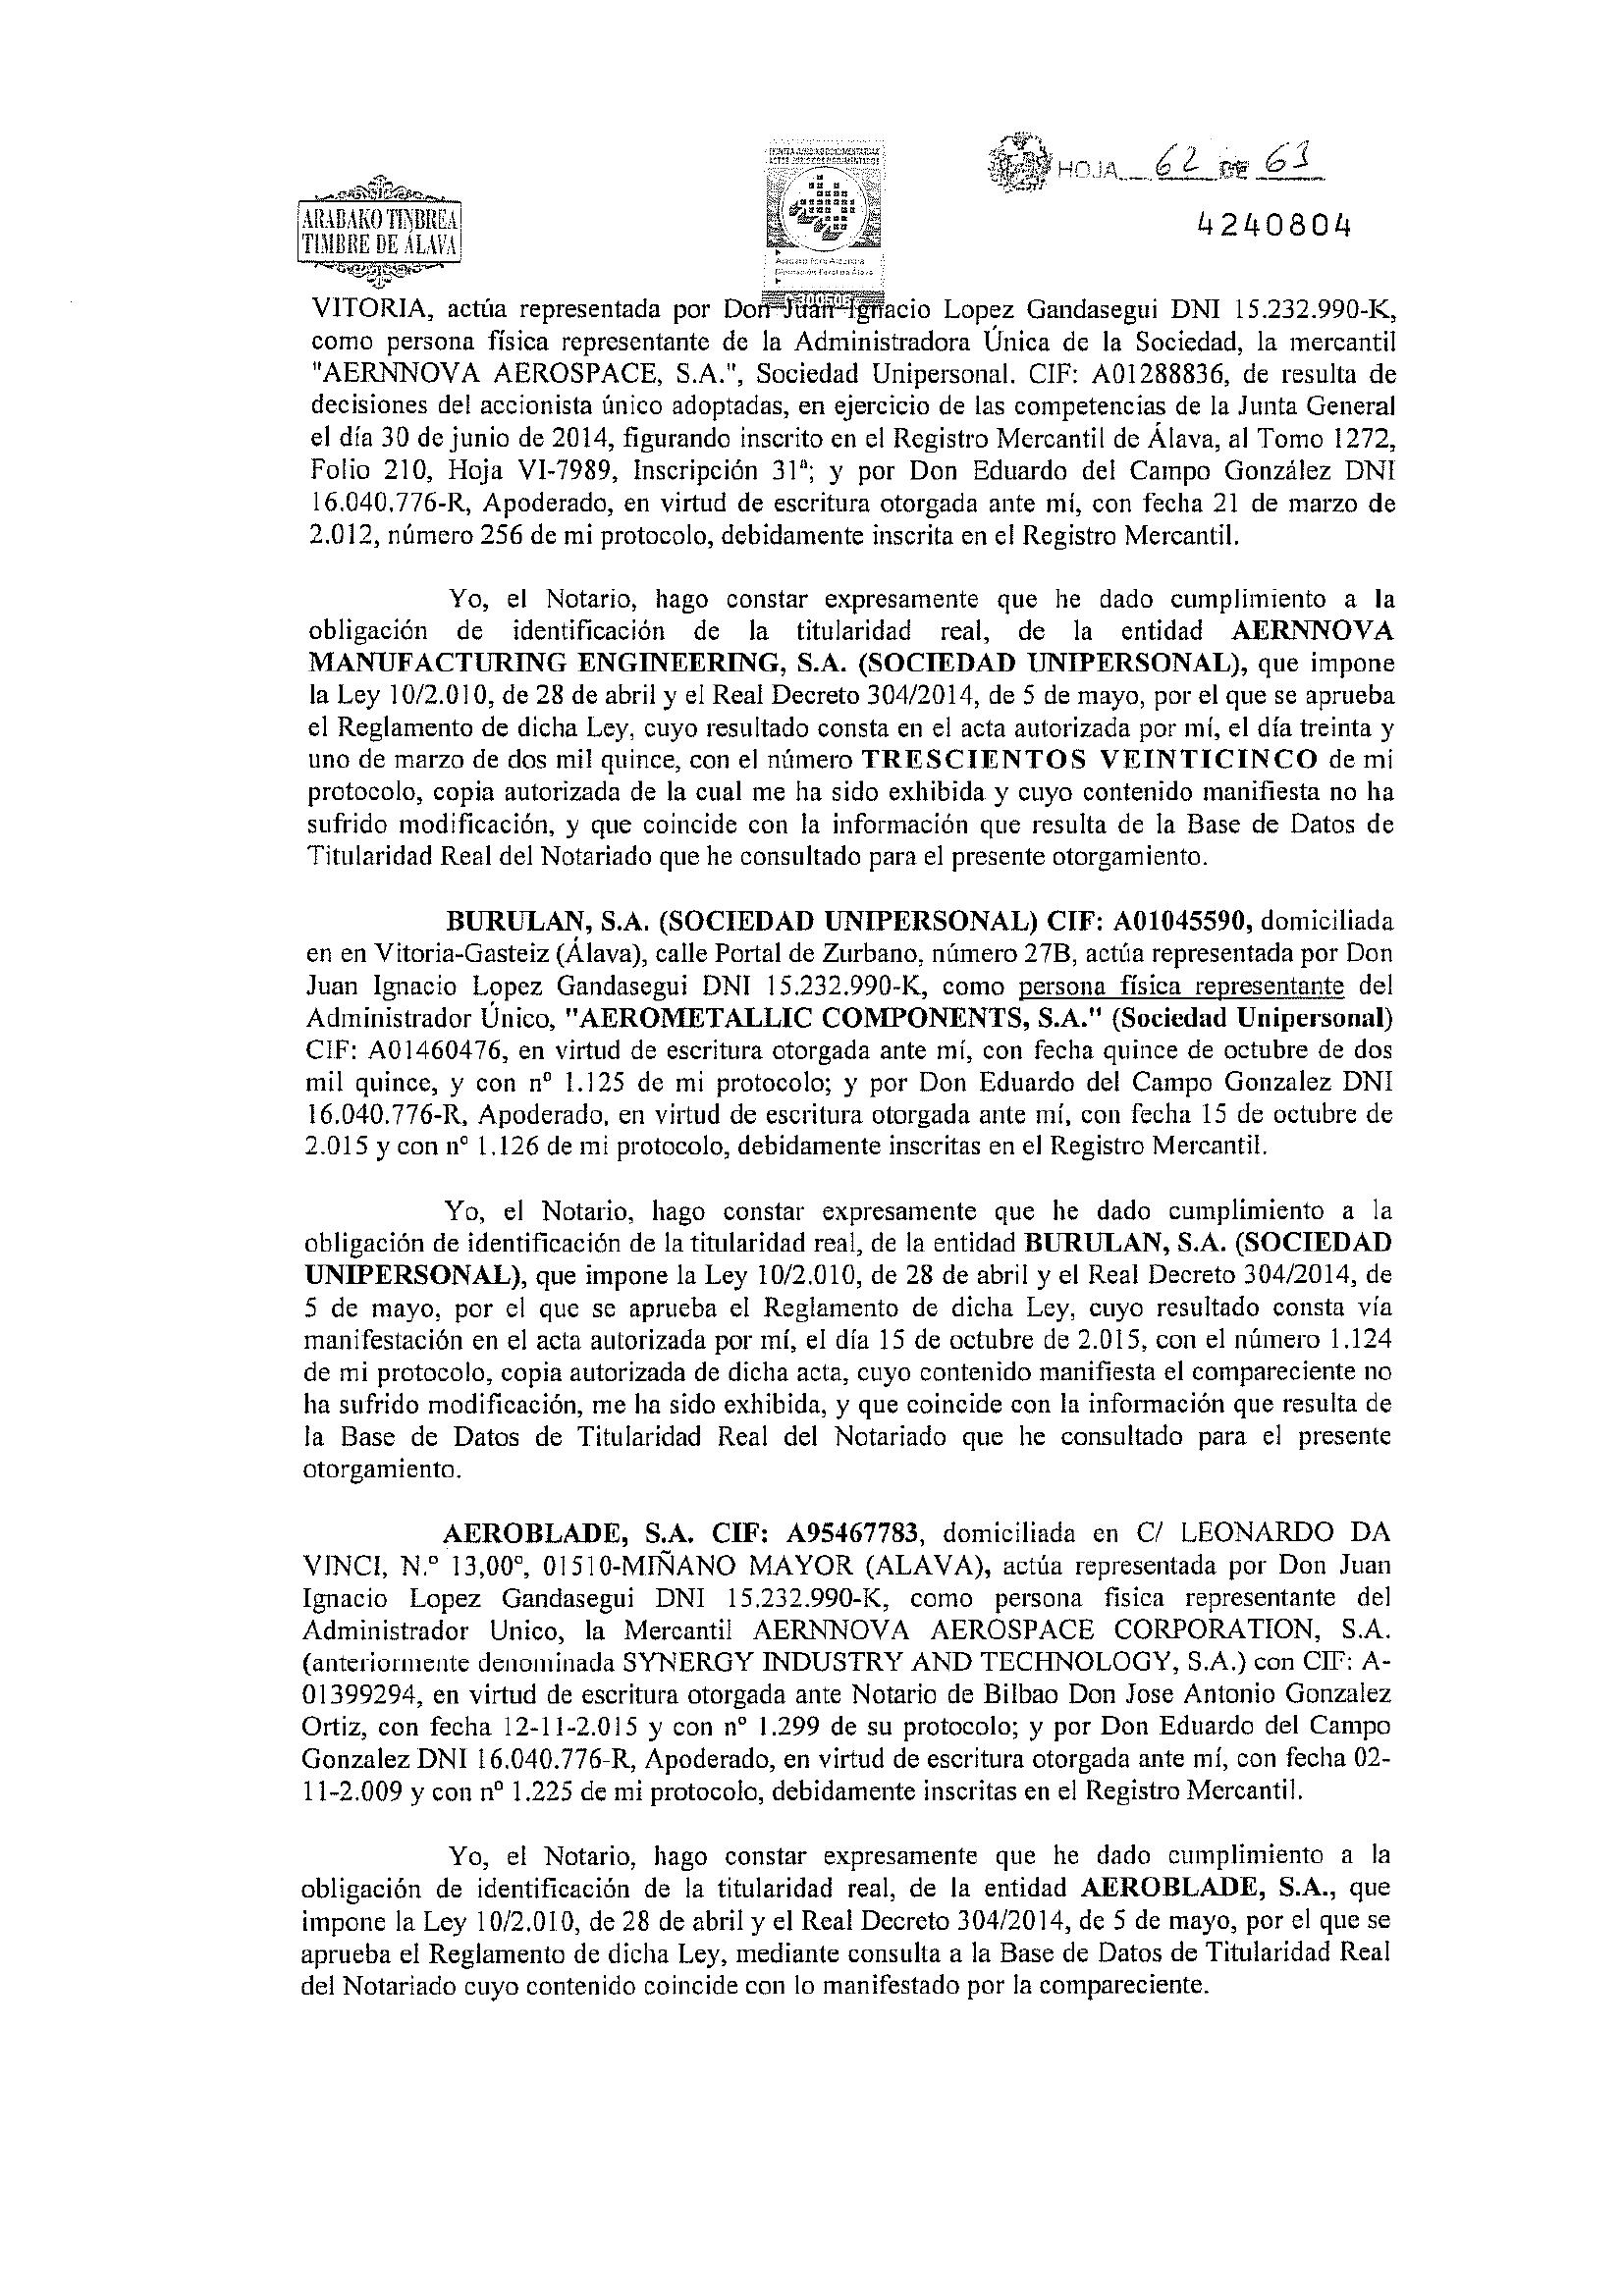 HOJA 62 DE 63
ARABAKO TINBREA
TIMBRE DE ÁLAVA
4240804
VITORIA, actúa representada por Don Juan Ignacio Lopez Gandasegui DNI 15.232.990-K,
como persona física representante de la Administradora Única de la Sociedad, la mercantil
"AERNNOVA AEROSPACE, S.A.", Sociedad Unipersonal. CIF: A01288836, de resulta de
decisiones del accionista único adoptadas, en ejercicio de las competencias de la Junta General
el día 30 de junio de 2014, figurando inscrito en el Registro Mercantil de Álava, al Tomo 1272,
Folio 210, Hoja VI-7989, Inscripción 31ª; y por Don Eduardo del Campo González DNI
16.040.776-R, Apoderado, en virtud de escritura otorgada ante mí, con fecha 21 de marzo de
2.012, número 256 de mi protocolo, debidamente inscrita en el Registro Mercantil.
Yo, el Notario, hago constar expresamente que he dado cumplimiento a la
obligación de identificación de la titularidad real, de la entidad AERNNOVA
MANUFACTURING ENGINEERING, S.A. (SOCIEDAD UNIPERSONAL), que impone
la Ley 10/2.010, de 28 de abril y el Real Decreto 304/2014, de 5 de mayo, por el que se aprueba
el Reglamento de dicha Ley, cuyo resultado consta en el acta autorizada por mí, el día treinta y
uno de marzo de dos mil quince, con el número TRESCIENTOS VEINTICINCO de mi
protocolo, copia autorizada de la cual me ha sido exhibida y cuyo contenido manifiesta no ha
sufrido modificación, y que coincide con la información que resulta de la Base de Datos de
Titularidad Real del Notariado que he consultado para el presente otorgamiento.
BURULAN, S.A. (SOCIEDAD UNIPERSONAL) CIF: A01045590, domiciliada
en en Vitoria-Gasteiz (Álava), calle Portal de Zurbano, número 27B, actúa representada por Don
Juan Ignacio Lopez Gandasegui DNI 15.232.990-K, como persona física representante del
Administrador Único, "AEROMETALLIC COMPONENTS, S.A." (Sociedad Unipersonal)
CIF: A01460476, en virtud de escritura otorgada ante mí, con fecha quince de octubre de dos
mil quince, y con nº 1.125 de mi protocolo; y por Don Eduardo del Campo Gonzalez DNI
16.040.776-R, Apoderado, en virtud de escritura otorgada ante mí, con fecha 15 de octubre de
2.015 y con nº 1.126 de mi protocolo, debidamente inscritas en el Registro Mercantil.
Yo, el Notario, hago constar expresamente que he dado cumplimiento a la
obligación de identificación de la titularidad real, de la entidad BURULAN, S.A. (SOCIEDAD
UNIPERSONAL), que impone la Ley 10/2.010, de 28 de abril y el Real Decreto 304/2014, de
5 de mayo, por el que se aprueba el Reglamento de dicha Ley, cuyo resultado consta vía
manifestación en el acta autorizada por mí, el día 15 de octubre de 2.015, con el número 1.124
de mi protocolo, copia autorizada de dicha acta, cuyo contenido manifiesta el compareciente no
ha sufrido modificación, me ha sido exhibida, y que coincide con la información que resulta de
la Base de Datos de Titularidad Real del Notariado que he consultado para el presente
otorgamiento.
AEROBLADE, S.A. CIF: A95467783, domiciliada en C/ LEONARDO DA
VINCI, N.º 13,00º, 01510-MIÑANO MAYOR (ALAVA), actúa representada por Don Juan
Ignacio Lopez Gandasegui DNI 15.232.990-K, como persona física representante del
Administrador Unico, la Mercantil AERNNOVA AEROSPACE CORPORATION, S.A.
(anteriormente denominada SYNERGY INDUSTRY AND TECHNOLOGY, S.A.) con CIF: A-
01399294, en virtud de escritura otorgada ante Notario de Bilbao Don Jose Antonio Gonzalez
Ortiz, con fecha 12-11-2.015 y con nº 1.299 de su protocolo; y por Don Eduardo del Campo
Gonzalez DNI 16.040.776-R, Apoderado, en virtud de escritura otorgada ante mí, con fecha 02-
11-2.009 y con nº 1.225 de mi protocolo, debidamente inscritas en el Registro Mercantil.
Yo, el Notario, hago constar expresamente que he dado cumplimiento a la
obligación de identificación de la titularidad real, de la entidad AEROBLADE, S.A., que
impone la Ley 10/2.010, de 28 de abril y el Real Decreto 304/2014, de 5 de mayo, por el que se
aprueba el Reglamento de dicha Ley, mediante consulta a la Base de Datos de Titularidad Real
del Notariado cuyo contenido coincide con lo manifestado por la compareciente.